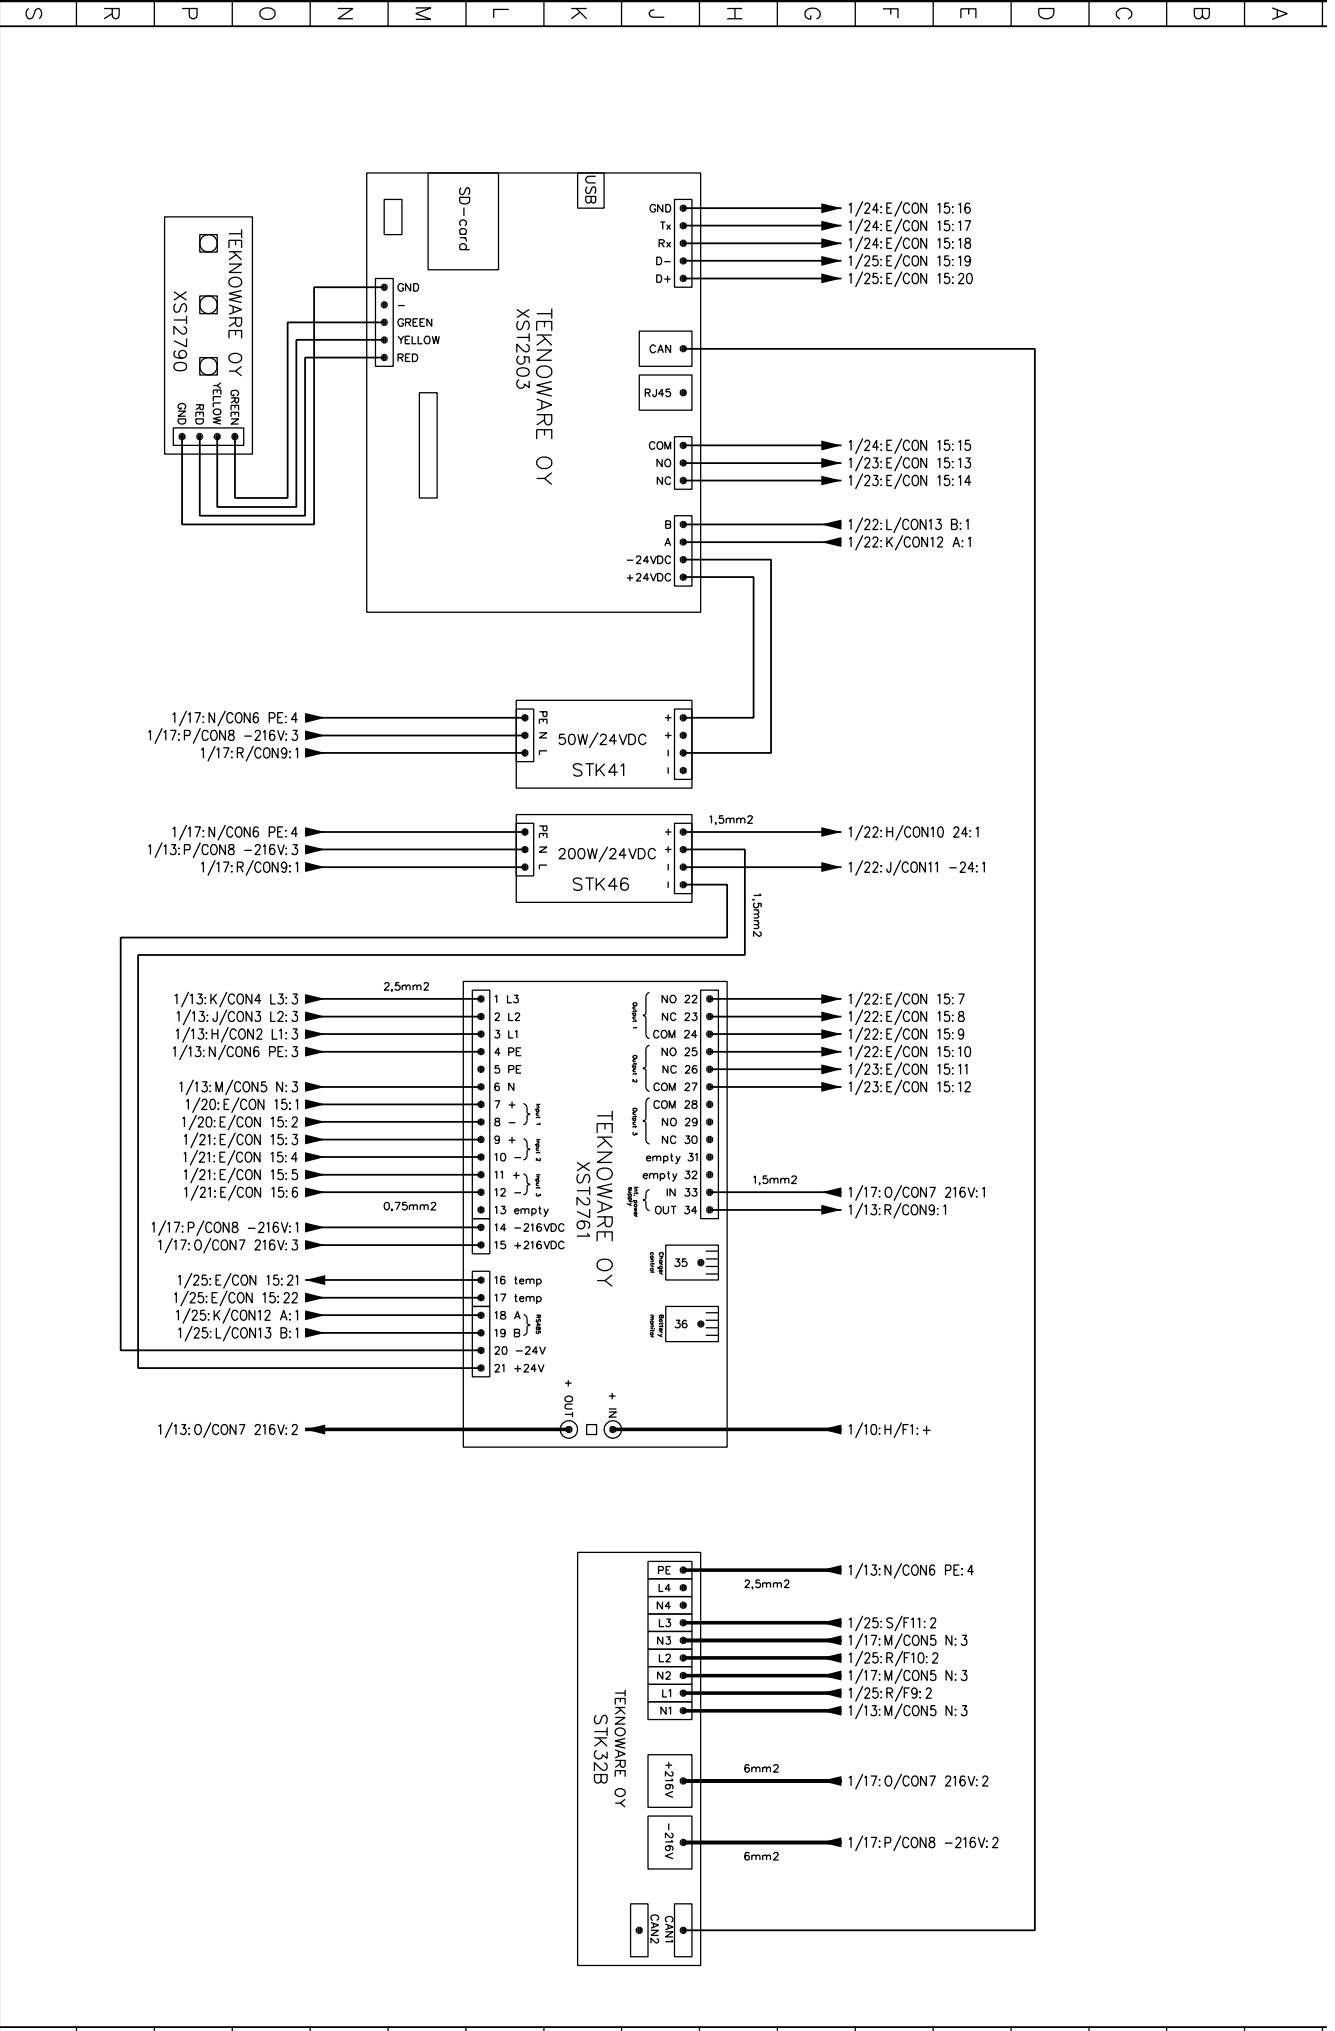 S R P O N M L K J H G F E D C B A
USB
SD-card
GND
Tx
Rx
D-
D+
1/24:E/CON 15:16
1/24:E/CON 15:17
1/24:E/CON 15:18
1/25:E/CON 15:19
1/25:E/CON 15:20
GND
-
GREEN
YELLOW
RED
TEKNOWARE OY
XST2503
CAN
RJ45
COM
NO
NC
1/24:E/CON 15:15
1/23:E/CON 15:13
1/23:E/CON 15:14
B
A
-24VDC
+24VDC
1/22:L/CON13 B:1
1/22:K/CON12 A:1
TEKNOWARE OY
XST2790
GREEN
YELLOW
RED
GND
1/17:N/CON6 PE:4
1/17:P/CON8 -216V:3
1/17:R/CON9:1
PE
N
L
50W/24VDC
STK41
+
+
-
-
1/17:N/CON6 PE:4
1/13:P/CON8 -216V:3
1/17:R/CON9:1
PE
N
L
200W/24VDC
STK46
+
+
-
-
1,5mm2
1/22:H/CON10 24:1
1/22:J/CON11 -24:1
1,5mm2
2,5mm2
1/13:K/CON4 L3:3
1/13:J/CON3 L2:3
1/13:H/CON2 L1:3
1/13:N/CON6 PE:3
1/13:M/CON5 N:3
1/20:E/CON 15:1
1/20:E/CON 15:2
1/21:E/CON 15:3
1/21:E/CON 15:4
1/21:E/CON 15:5
1/21:E/CON 15:6
0,75mm2
1/17:P/CON8 -216V:1
1/17:O/CON7 216V:3
1/25:E/CON 15:21
1/25:E/CON 15:22
1/25:K/CON12 A:1
1/25:L/CON13 B:1
1 L3
2 L2
3 L1
4 PE
5 PE
6 N
7 +
8 -
Input 1
9 +
10 -
Input 2
11 +
12 -
Input 3
13 empty
14 -216VDC
15 +216VDC
16 temp
17 temp
18 A
19 B
RS485
20 -24V
21 +24V
TEKNOWARE OY
XST2761
Output 1
NO 22
NC 23
COM 24
Output 2
NO 25
NC 26
COM 27
Output 3
COM 28
NO 29
NC 30
empty 31
empty 32
Int. power
supply
IN 33
OUT 34
1/22:E/CON 15:7
1/22:E/CON 15:8
1/22:E/CON 15:9
1/22:E/CON 15:10
1/23:E/CON 15:11
1/23:E/CON 15:12
1,5mm2
1/17:O/CON7 216V:1
1/13:R/CON9:1
Charger
control
35
Battery
monitor
36
+ OUT
+ IN
1/13:O/CON7 216V:2
1/10:H/F1:+
PE
L4
N4
L3
N3
L2
N2
L1
N1
1/13:N/CON6 PE:4
2,5mm2
1/25:S/F11:2
1/17:M/CON5 N:3
1/25:R/F10:2
1/17:M/CON5 N:3
1/25:R/F9:2
1/13:M/CON5 N:3
TEKNOWARE OY
STK32B
+216V
6mm2
1/17:O/CON7 216V:2
-216V
1/17:P/CON8 -216V:2
6mm2
CAN1
CAN2